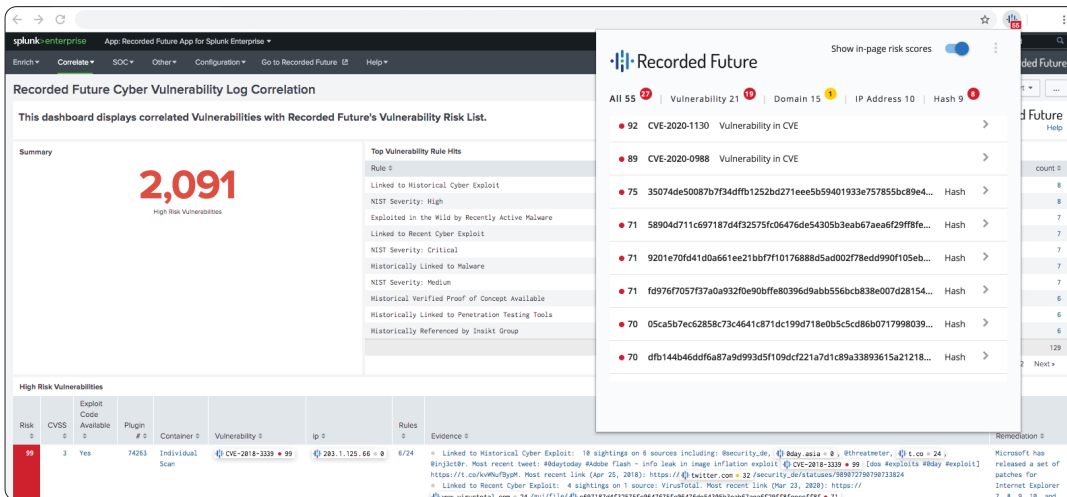 55
splunk>enterprise App: Recorded Future App for Splunk Enterprise
Enrich Correlate SOC Other Configuration Go to Recorded Future Help
ded Future
Recorded Future Cyber Vulnerability Log Correlation
...
This dashboard displays correlated Vulnerabilities with Recorded Future's Vulnerability Risk List.
d Future
Help
Recorded Future
Show in-page risk scores
All 55 27 | Vulnerability 21 19 | Domain 15 1 | IP Address 10 | Hash 9 8
92 CVE-2020-1130 Vulnerability in CVE
89 CVE-2020-0988 Vulnerability in CVE
75 35074de50087b7f34dffb1252bd271eee5b59401933e757855bc89e4... Hash
71 58904d711c697187d4f32575fc06476de54305b3eab67aea6f29ff8fe... Hash
71 9201e70fd41d0a661ee21bbf7f10176888d5ad002f78edd990f105eb... Hash
71 fd976f7057f37a0a932f0e90bffe80396d9abb556bcb838e007d28154... Hash
70 05ca5b7ec62858c73c4641c871dc199d718e0b5c5cd86b0717998039... Hash
70 dfb144b46ddf6a87a9d993d5f109dcf221a7d1c89a33893615a21218... Hash
Summary
2,091
High Risk Vulnerabilities
Top Vulnerability Rule Hits
Rule count
Linked to Historical Cyber Exploit 8
NIST Severity: High 8
Exploited in the Wild by Recently Active Malware 7
Linked to Recent Cyber Exploit 7
NIST Severity: Critical 7
Historically Linked to Malware 7
NIST Severity: Medium 7
Historical Verified Proof of Concept Available 6
Historically Linked to Penetration Testing Tools 6
Historically Referenced by Insikt Group 6
129
2 Next »
High Risk Vulnerabilities
Risk CVSS Exploit Code Available Plugin # Container Vulnerability ip Rules Evidence Remediation
99 3 Yes 74263 Individual Scan CVE-2018-3339 99 203.1.125.66 0 6/24
Linked to Historical Cyber Exploit: 10 sightings on 6 sources including: @security_de, 0day.asia 0, @threatmeter, t.co 24,
@inj3ct0r. Most recent tweet: #0daytoday #Adobe flash - info leak in image inflation exploit CVE-2018-3339 99 [dos #exploits #0day #exploit]
https://t.co/kvMNufBypM. Most recent link (Apr 25, 2018): https:// twitter.com 32 /security_dc/statuses/989072790790733824
Linked to Recent Cyber Exploit: 4 sightings on 1 source: VirusTotal. Most recent link (Mar 23, 2020): https://
Microsoft has
released a set of
patches for
Internet Explorer
7, 8, 9, 10, and